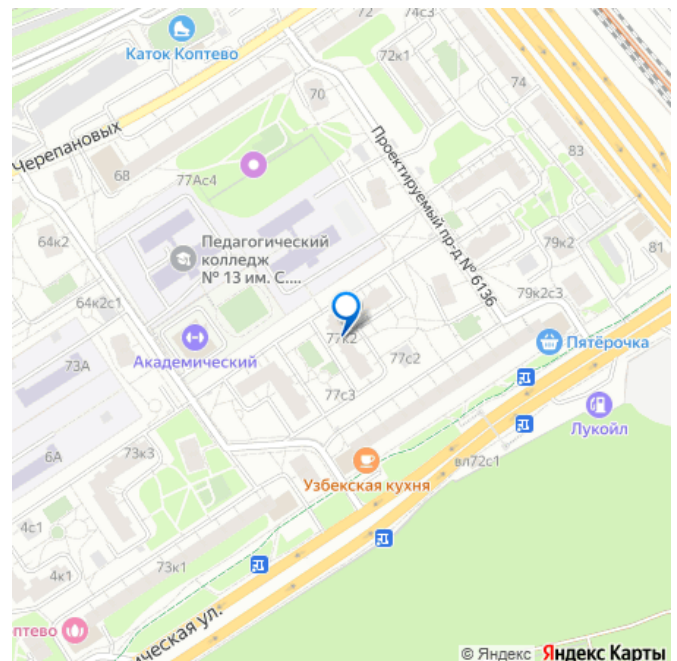 72
74с3
Каток Коптево
72к1
74
70
Черепановых
Проектируемый пр-д № 6136
83
68
77Ас4
64к2
Педагогический
колледж
№ 13 им. С....
79к2
81
79к2с3
64к2с1
77к2
Пятёрочка
Академический
77с2
73А
77с3
Лукойл
6А
73к3
вл72с1
Узбекская кухня
4с1
73к1
4к1
птево
ическая ул.
© Яндекс Яндекс Карты